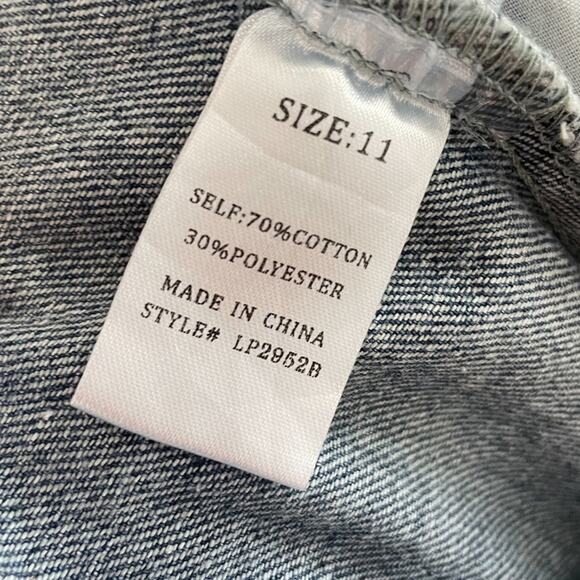 SIZE:11
SELF:70%COTTON
30%POLYESTER
MADE IN CHINA
STYLE# LP2952B